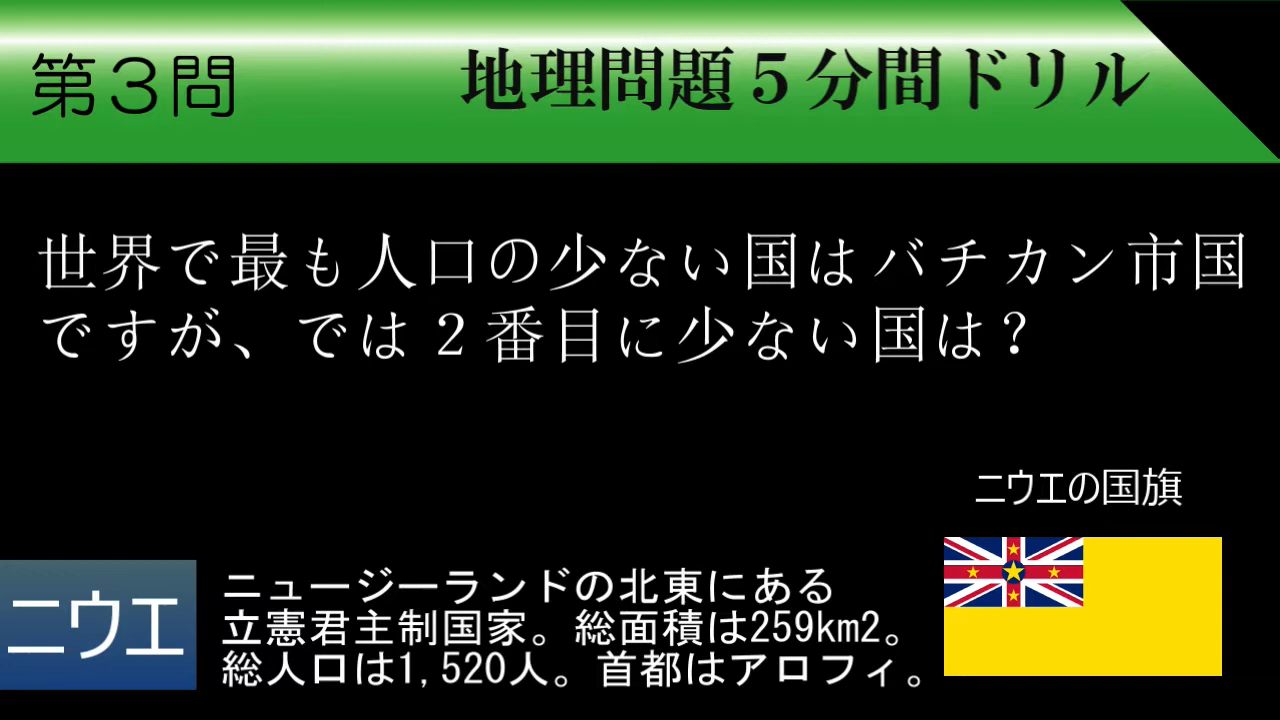 第３問
地理問題５分間ドリル
世界で最も人口の少ない国はバチカン市国
ですが、では２番目に少ない国は？
ニウエの国旗
ニウエ
ニュージーランドの北東にある
立憲君主制国家。総面積は259km2。
総人口は1,520人。首都はアロフィ。